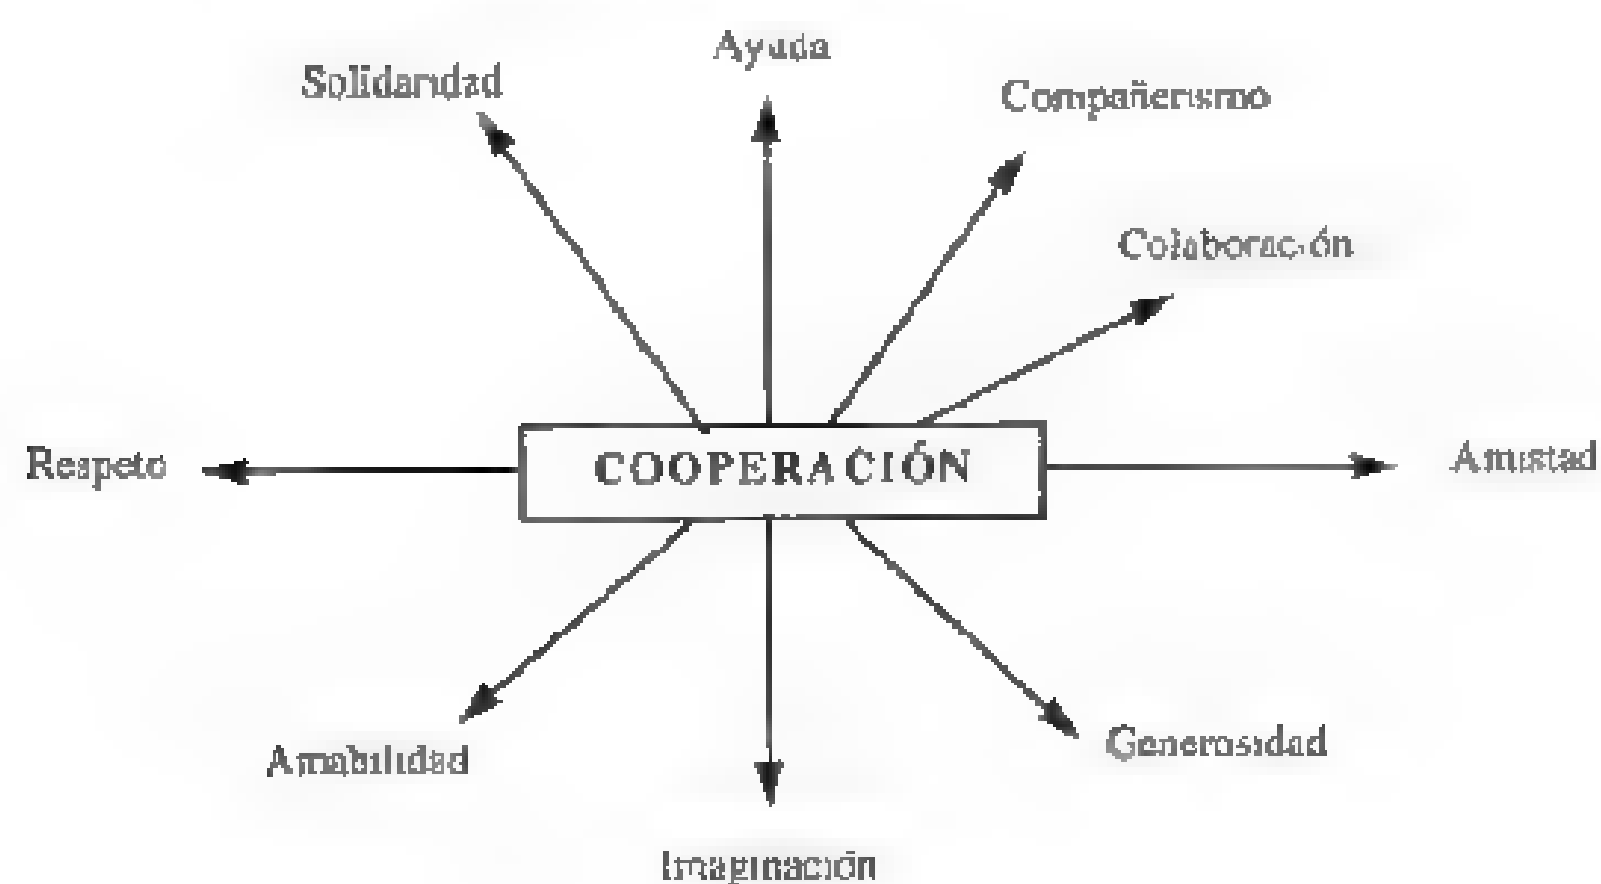 Ayuda
Solidaridad
Compañerismo
Colaboración
Respeto
COOPERACIÓN
Amistad
Amabilidad
Generosidad
Imaginación